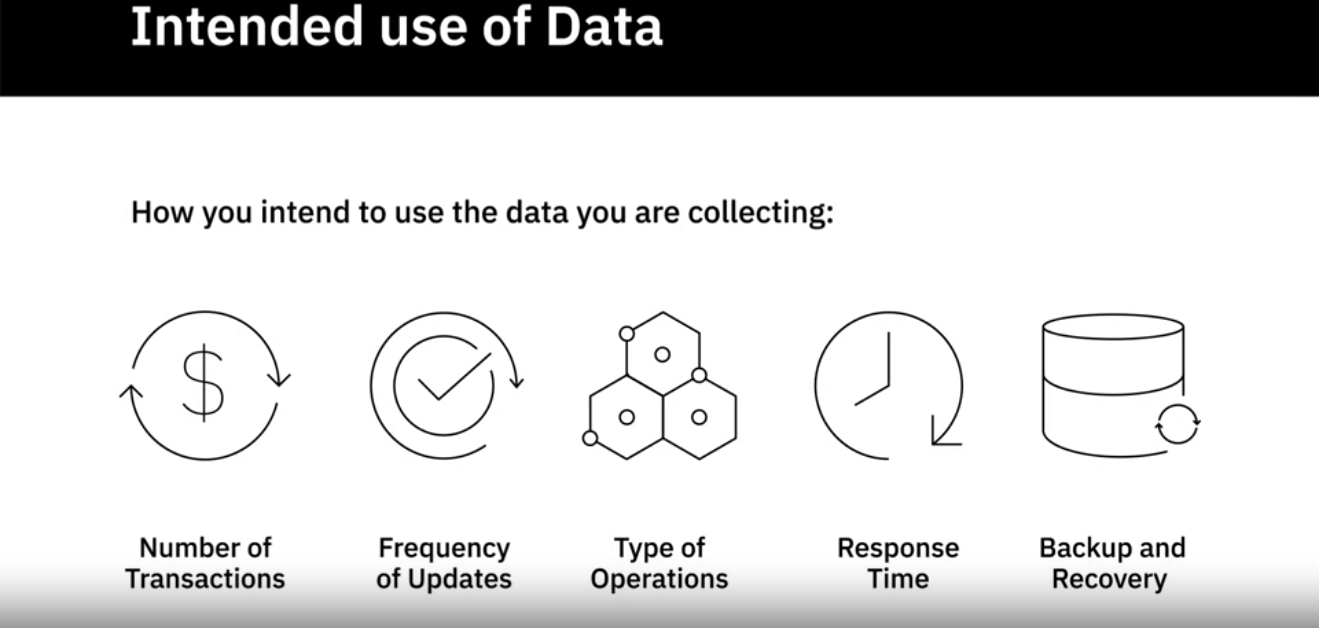 Intended use of Data
How you intend to use the data you are collecting:
$
Number of
Transactions
Frequency
of Updates
Type of
Operations
Response
Time
Backup and
Recovery